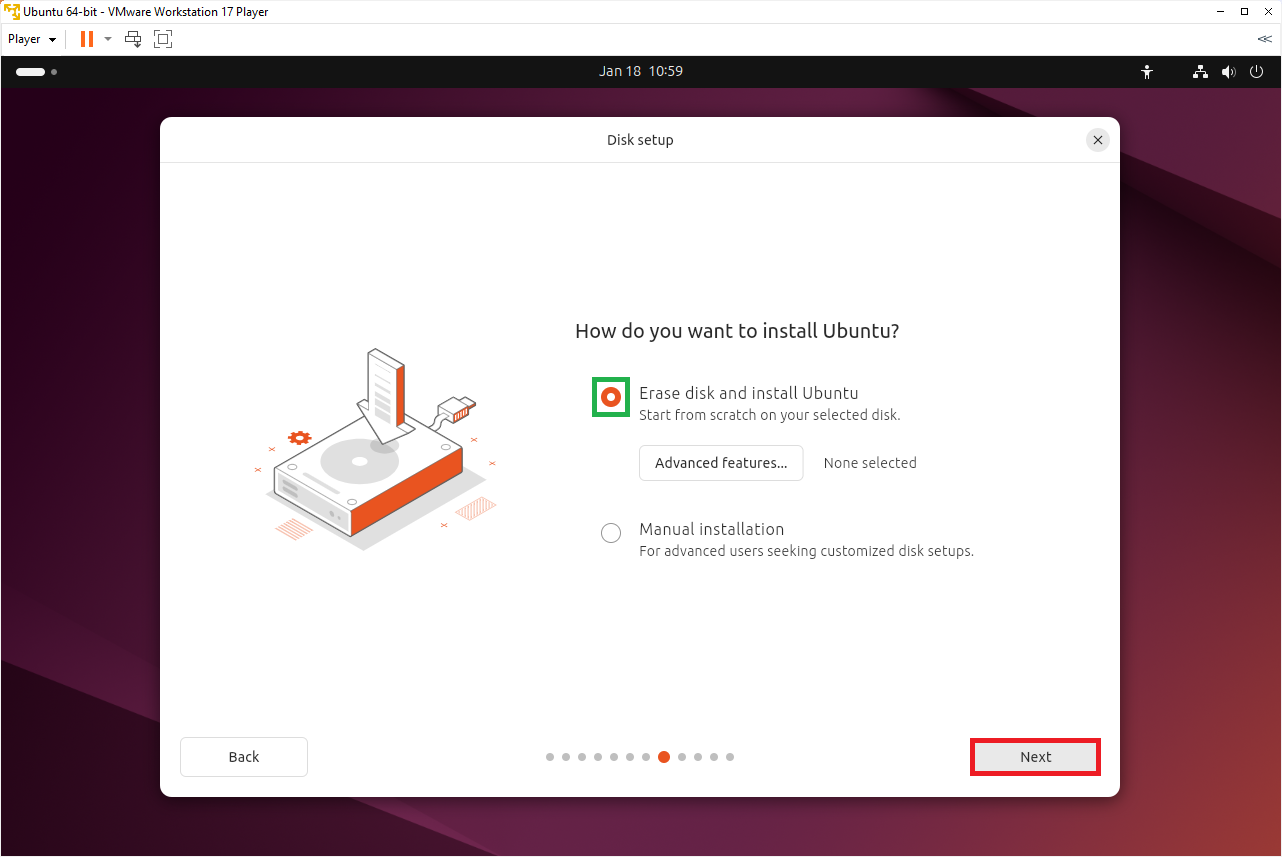 Ubuntu 64-bit - VMware Workstation 17 Player
Player
Jan 18 10:59
Disk setup
How do you want to install Ubuntu?
Erase disk and install Ubuntu
Start from scratch on your selected disk.
Advanced features... None selected
Manual installation
For advanced users seeking customized disk setups.
Back Next